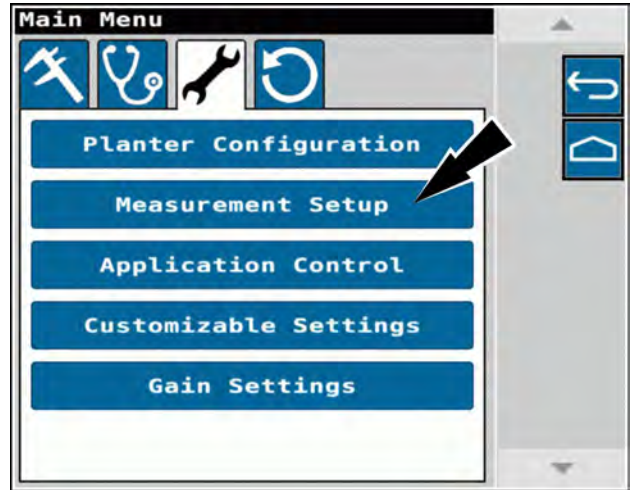 Main Menu
Planter Configuration
Measurement Setup
Application Control
Customizable Settings
Gain Settings